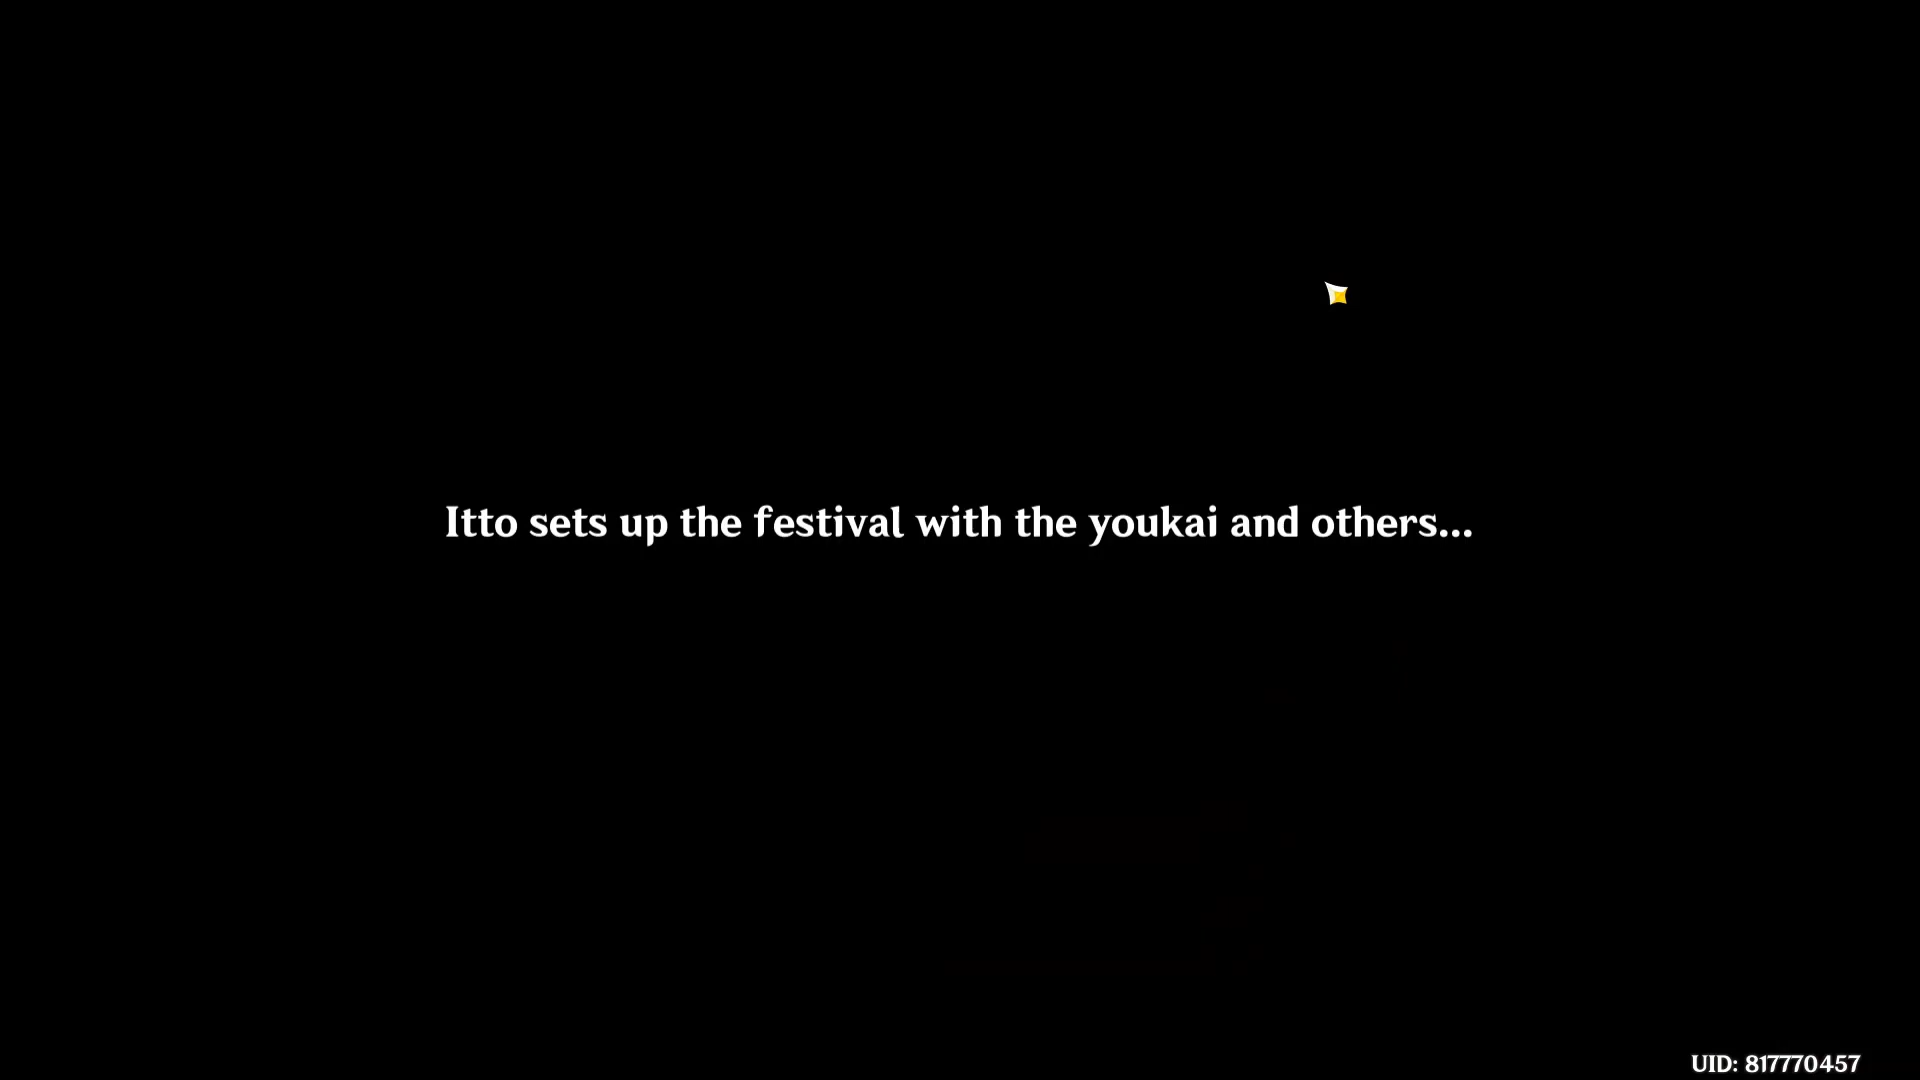 Itto sets up the festival with the youkai and others...
UID: 817770457